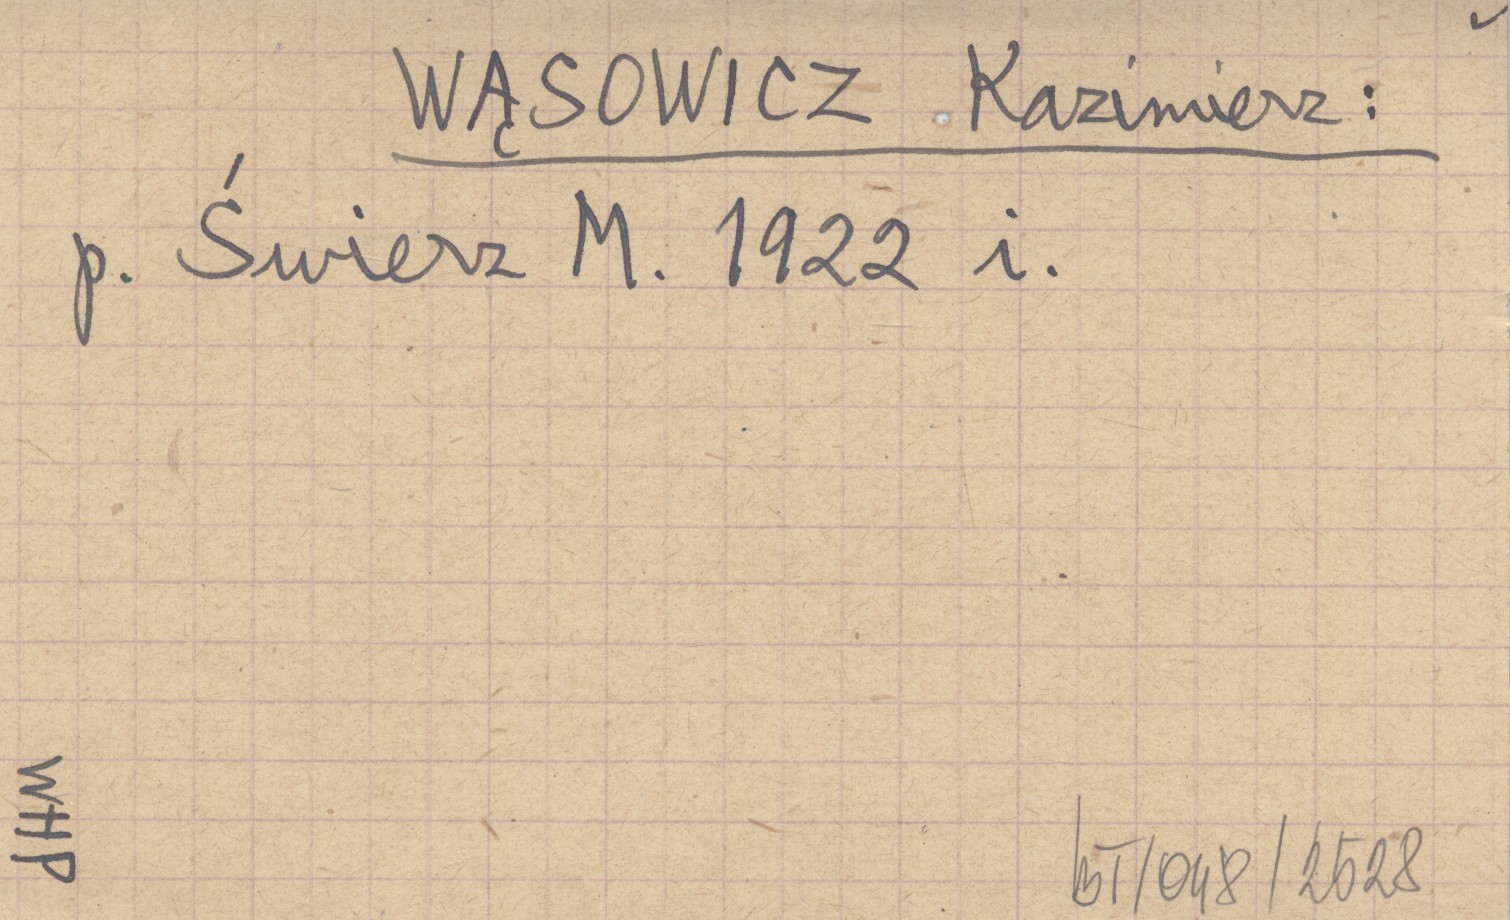 WĄSOWICZ Kazimierz:
p. Świerz M. 1922 i.
WHP
BT/048/2528